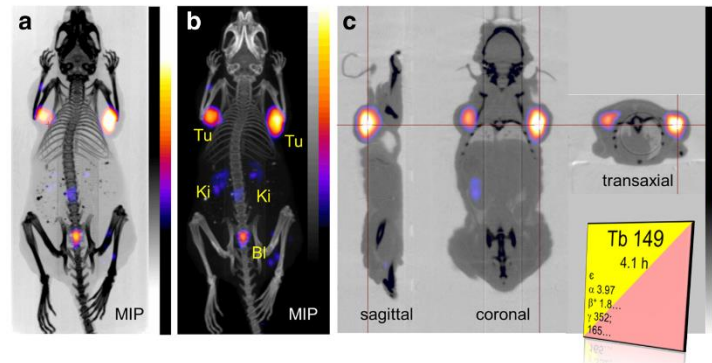 a
MIP
b
Tu
Tu
Ki
Ki
Bl
MIP
c
sagittal
coronal
transaxial
Tb 149
4.1 h
ϵ
α 3.97
β⁺ 1.8...
γ 352;
165...